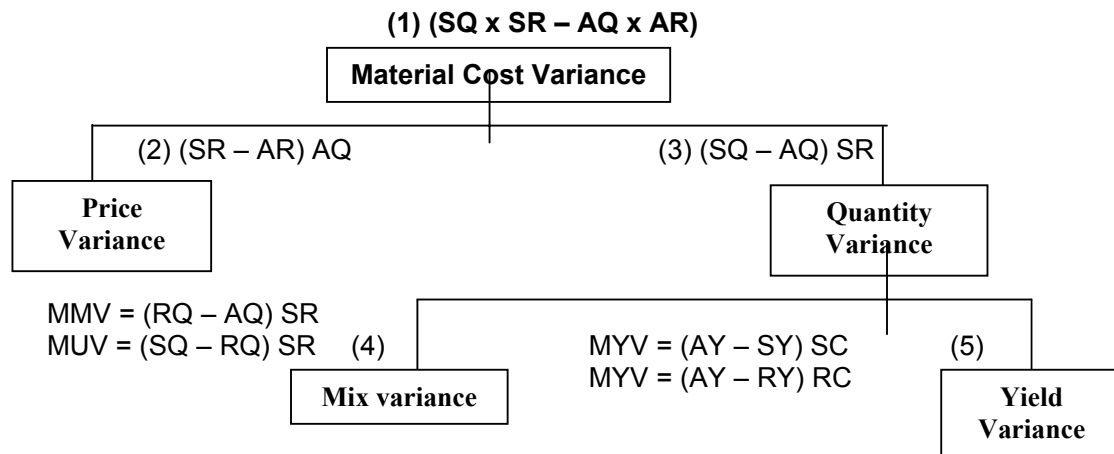 (1) (SQ x SR – AQ x AR)
Material Cost Variance
(2) (SR – AR) AQ
(3) (SQ – AQ) SR
Price
Variance
Quantity
Variance
MMV = (RQ – AQ) SR
MUV = (SQ – RQ) SR (4)
Mix variance
MYV = (AY – SY) SC (5)
MYV = (AY – RY) RC
Yield
Variance